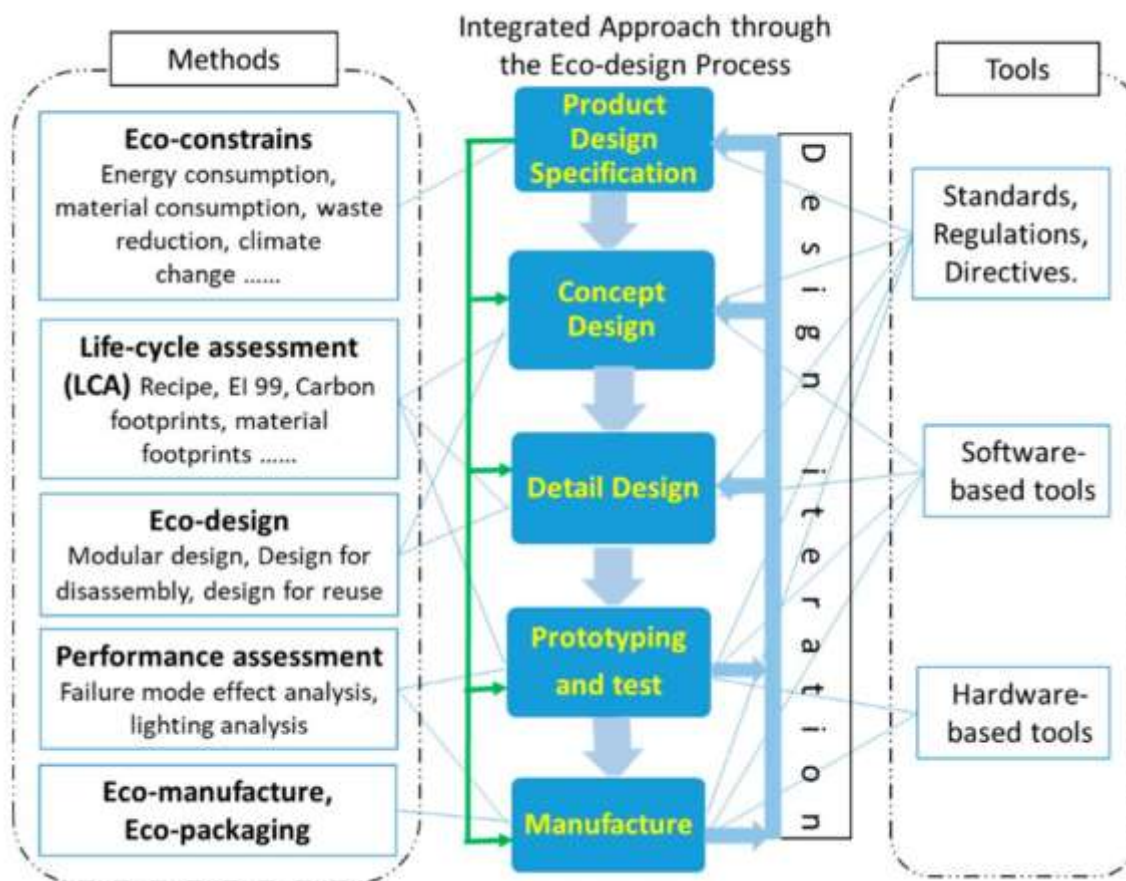 Integrated Approach through
the Eco-design Process
Methods
Eco-constrains
Energy consumption,
material consumption, waste
reduction, climate
change ......
Life-cycle assessment
(LCA) Recipe, EI 99, Carbon
footprints, material
footprints ......
Eco-design
Modular design, Design for
disassembly, design for reuse
Performance assessment
Failure mode effect analysis,
lighting analysis
Eco-manufacture,
Eco-packaging
Product
Design
Specification
Concept
Design
Detail Design
Prototyping
and test
Manufacture
Design iteration
Tools
Standards,
Regulations,
Directives.
Software-
based tools
Hardware-
based tools